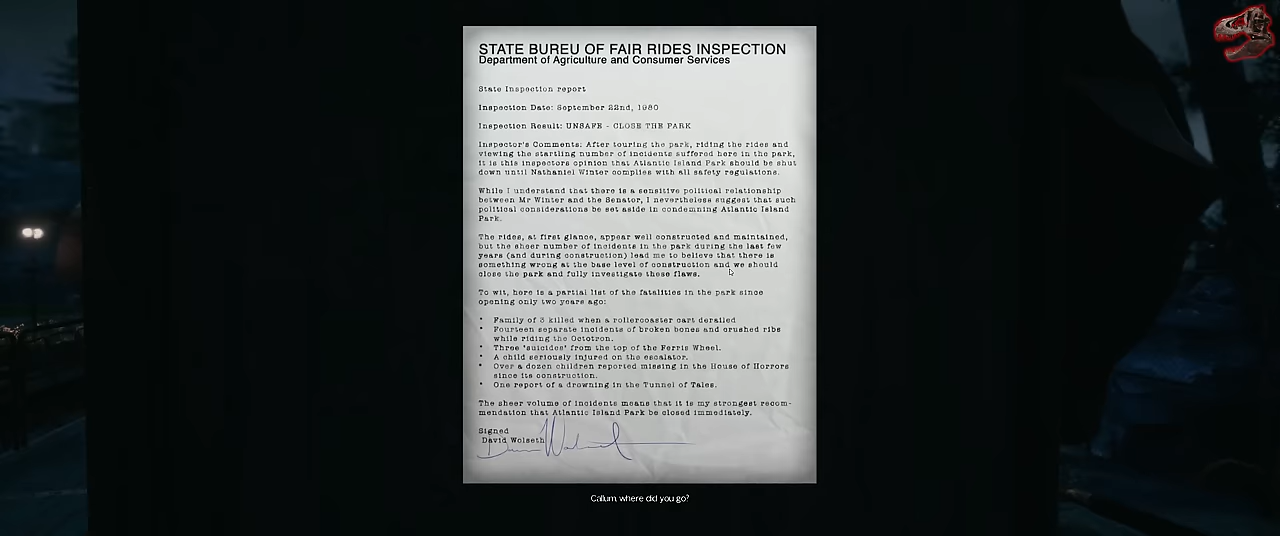 STATE BUREU OF FAIR RIDES INSPECTION
Department of Agriculture and Consumer Services
State Inspection report
Inspection Date: September 22nd, 1980
Inspection Result: UNSAFE - CLOSE THE PARK
Inspector's Comments: After touring the park, riding the rides and
viewing the startling number of incidents suffered here in the park,
it is this inspectors opinion that Atlantic Island Park should be shut
down until Nathaniel Winter complies with all safety regulations.
While I understand that there is a sensitive political relationship
between Mr Winter and the Senator, I nevertheless suggest that such
political considerations be set aside in condemning Atlantic Island
Park.
The rides, at first glance, appear well constructed and maintained,
but the sheer number of incidents in the park during the last few
years (and during construction) lead me to believe that there is
something wrong at the base level of construction and we should
close the park and fully investigate these flaws.
To wit, here is a partial list of the fatalities in the park since
opening only two years ago:
* Family of 3 killed when a rollercoaster cart derailed
* Fourteen separate incidents of broken bones and crushed ribs
while riding the Octotron.
* Three 'suicides' from the top of the Ferris Wheel.
* A child seriously injured on the escalator.
* Over a dozen children reported missing in the House of Horrors
since its construction.
* One report of a drowning in the Tunnel of Tales.
The sheer volume of incidents means that it is my strongest recom-
mendation that Atlantic Island Park be closed immediately.
Signed
David Wolseth
Callum, where did you go?